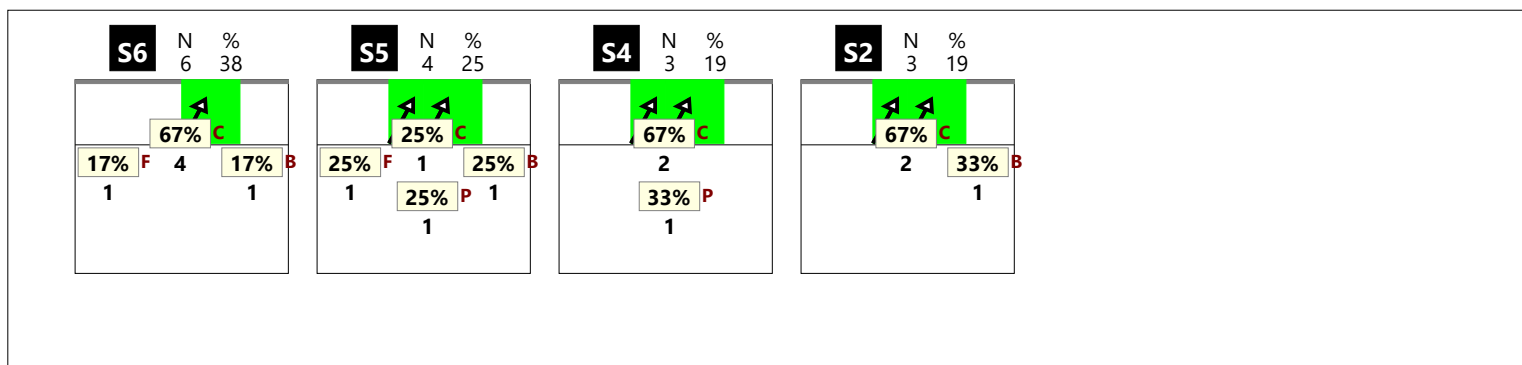 S6 N % 6 38
67% C
17% F 4 17% B
1 1
S5 N % 4 25
25% C
25% F 1 25% B
1 25% P 1
1
S4 N % 3 19
67% C
2
33% P
1
S2 N % 3 19
67% C
2 33% B
1